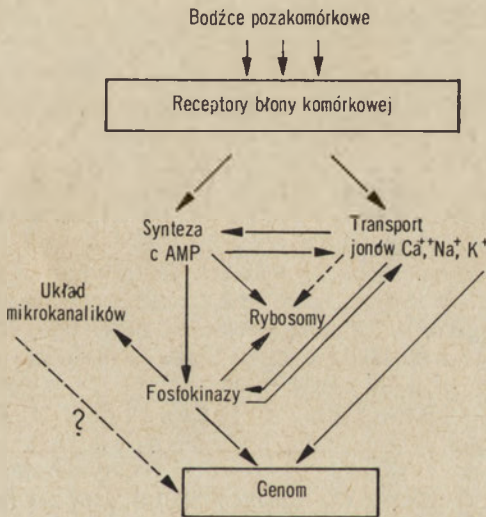 Bodźce pozakomórkowe
Receptory błony komórkowej
Synteza
c AMP
Transport
jonów Ca⁺⁺, Na⁺, K⁺
Układ
mikrokanalików
Rybosomy
Fosfokinazy
?
Genom